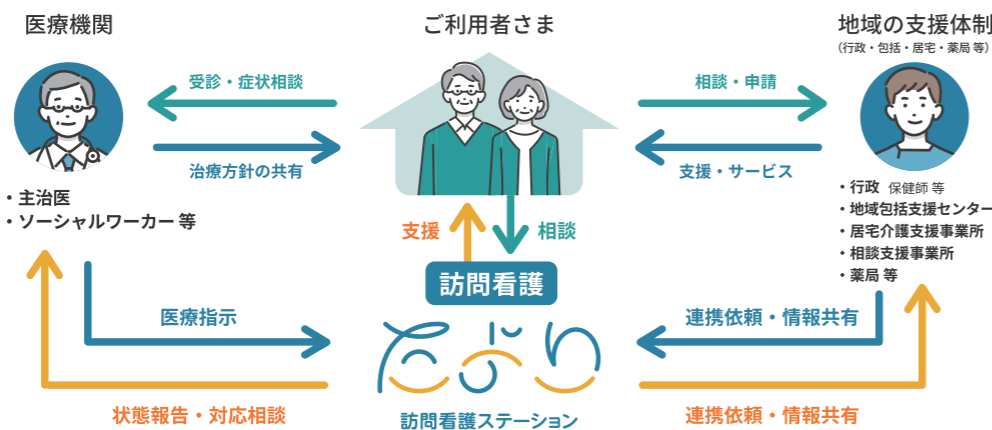 医療機関
ご利用者さま
地域の支援体制
（行政・包括・居宅・薬局 等）
受診・症状相談
相談・申請
治療方針の共有
支援・サービス
・主治医
・ソーシャルワーカー 等
・行政 保健師 等
・地域包括支援センター
・居宅介護支援事業所
・相談支援事業所
・薬局 等
支援
相談
訪問看護
医療指示
連携依頼・情報共有
訪問看護ステーション
状態報告・対応相談
連携依頼・情報共有